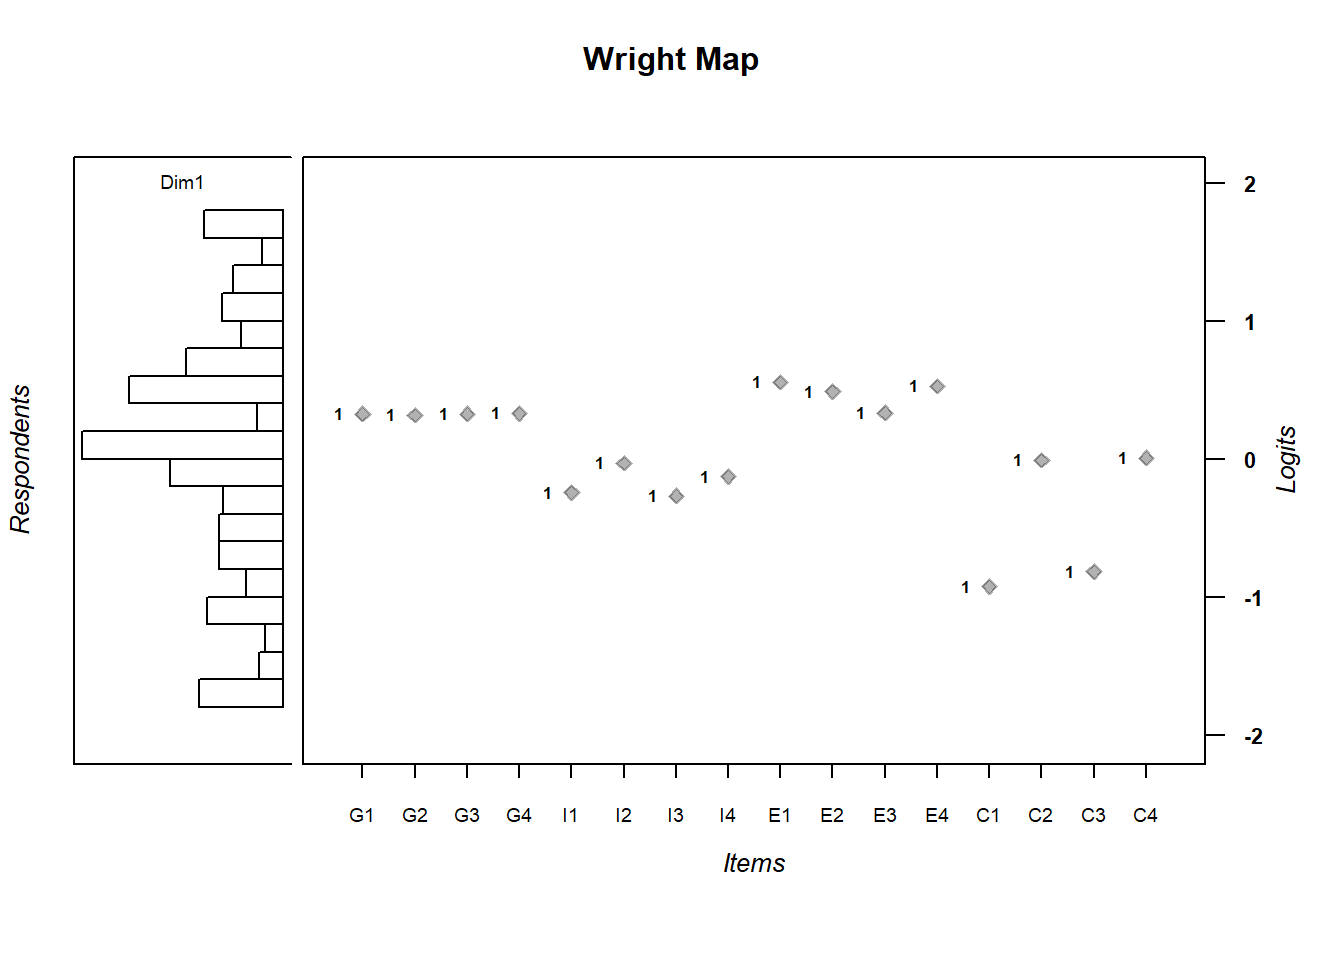 Wright Map
Dim1
Respondents
1 1 1 1 1 1 1 1 1 1 1 1 1 1 1 1
2
1
0
-1
-2
Logits
G1 G2 G3 G4 I1 I2 I3 I4 E1 E2 E3 E4 C1 C2 C3 C4
Items